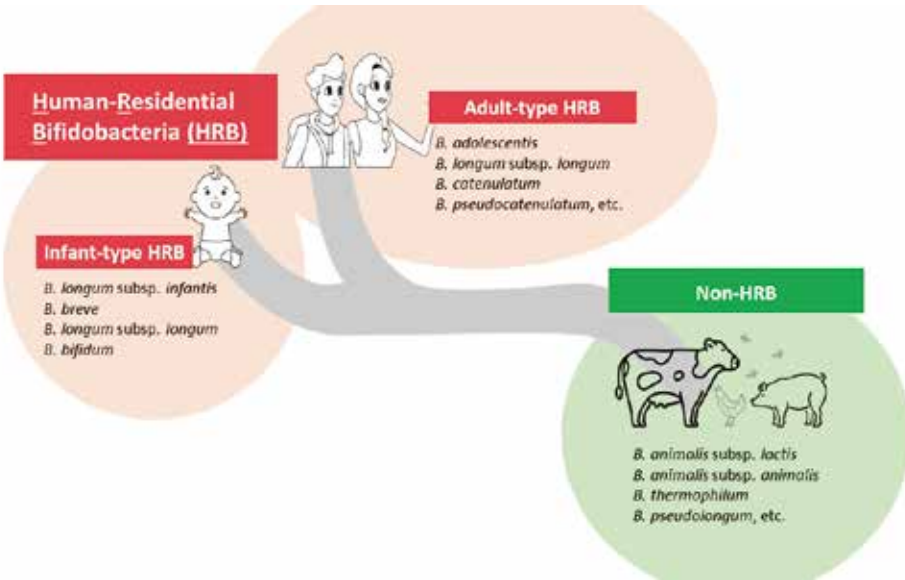 Human-Residential
Bifidobacteria (HRB)
Adult-type HRB
B. adolescentis
B. longum subsp. longum
B. catenulatum
B. pseudocatenulatum, etc.
Infant-type HRB
B. longum subsp. infantis
B. breve
B. longum subsp. longum
B. bifidum
Non-HRB
B. animalis subsp. lactis
B. animalis subsp. animalis
B. thermophilum
B. pseudolongum, etc.